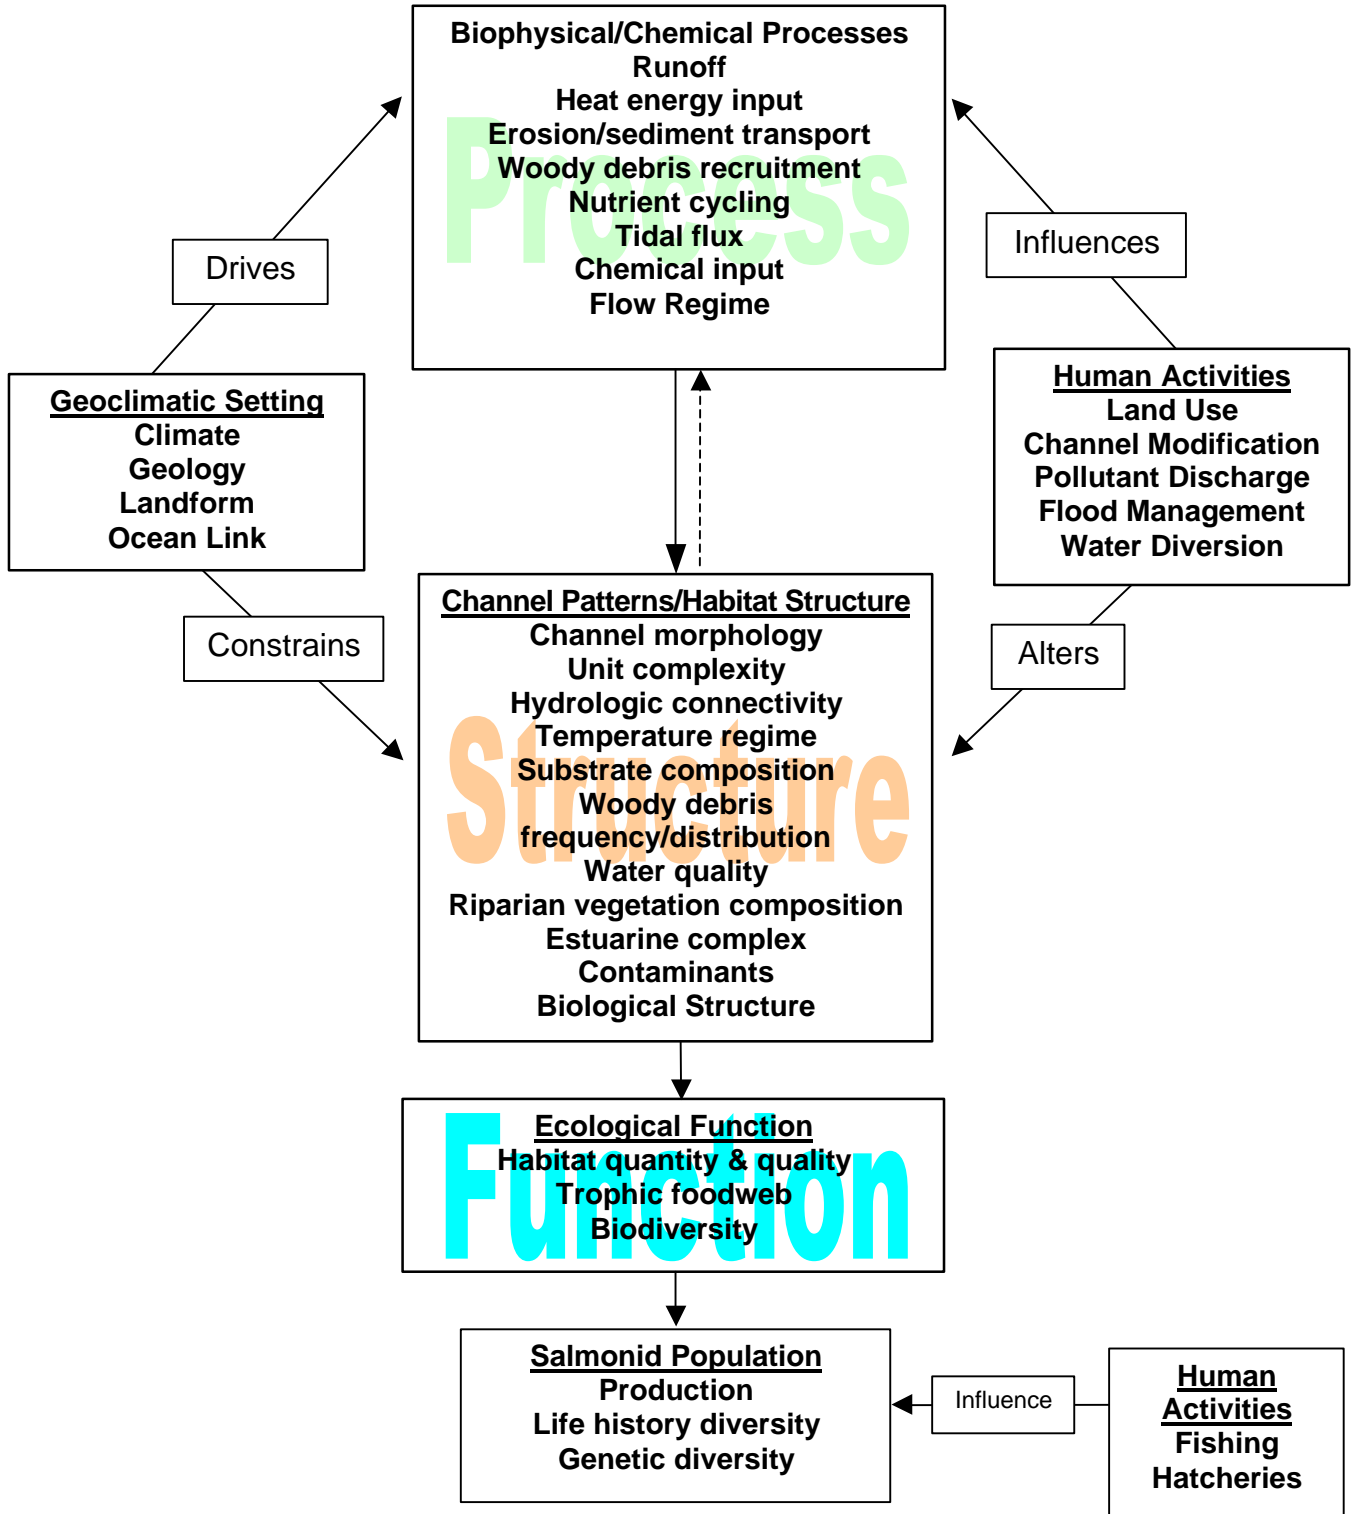 Biophysical/Chemical Processes
Runoff
Heat energy input
Erosion/sediment transport
Woody debris recruitment
Nutrient cycling
Tidal flux
Chemical input
Flow Regime
Process
Drives
Influences
Geoclimatic Setting
Climate
Geology
Landform
Ocean Link
Human Activities
Land Use
Channel Modification
Pollutant Discharge
Flood Management
Water Diversion
Constrains
Alters
Channel Patterns/Habitat Structure
Channel morphology
Unit complexity
Hydrologic connectivity
Temperature regime
Substrate composition
Woody debris
frequency/distribution
Water quality
Riparian vegetation composition
Estuarine complex
Contaminants
Biological Structure
Structure
Ecological Function
Habitat quantity & quality
Trophic foodweb
Biodiversity
Function
Salmonid Population
Production
Life history diversity
Genetic diversity
Influence
Human
Activities
Fishing
Hatcheries